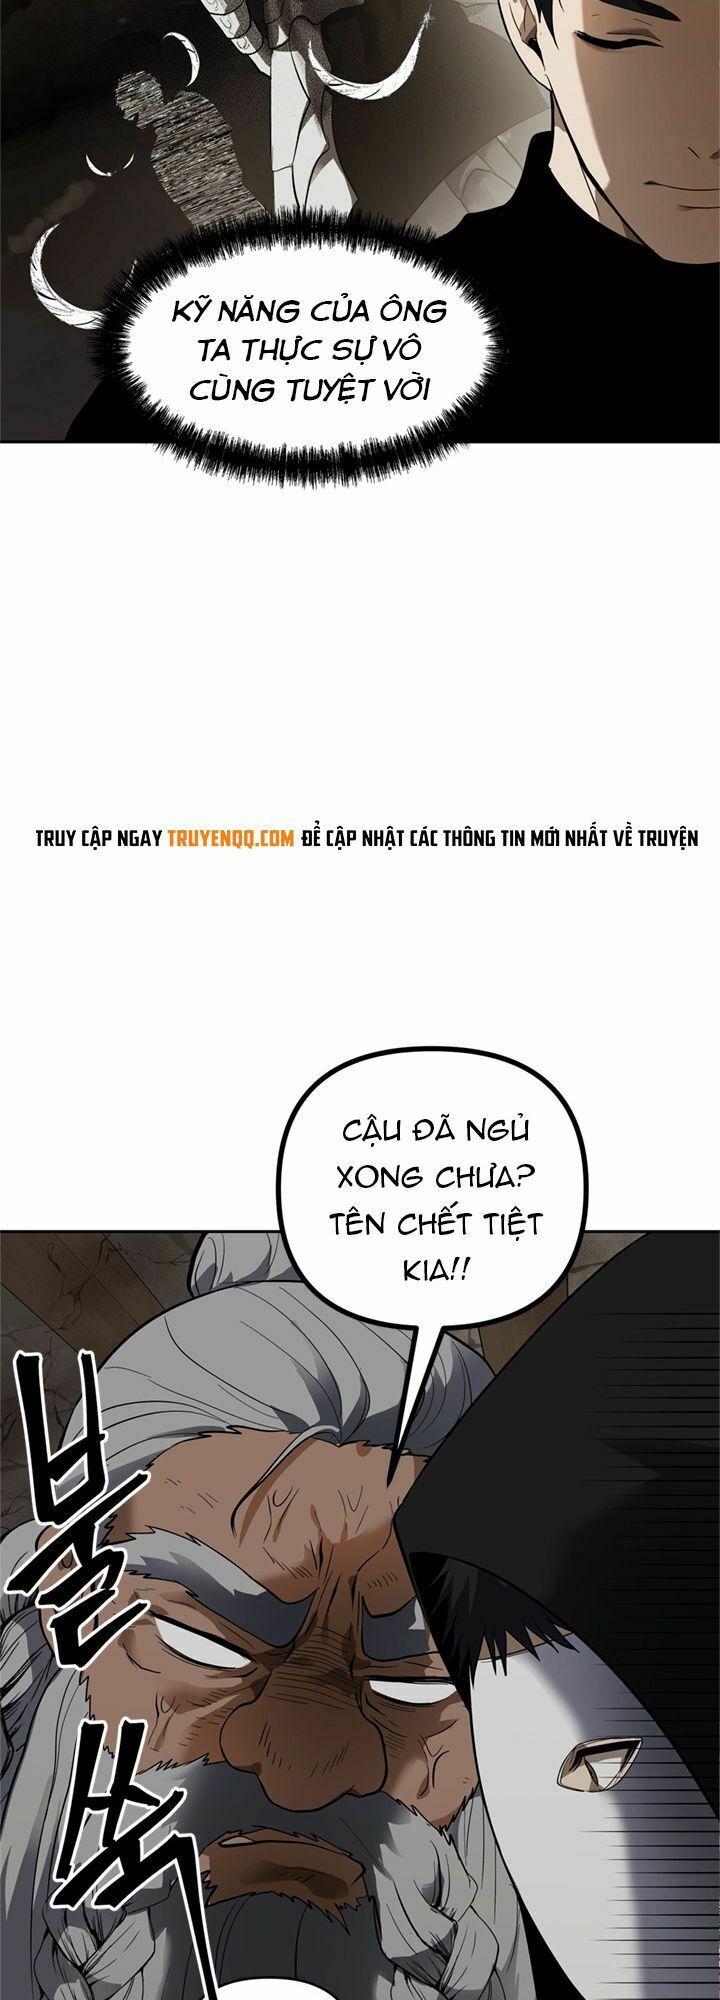 KỸ NĂNG CỦA ÔNG
TA THỰC SỰ VÔ
CÙNG TUYỆT VỜI
TRUY CẬP NGAY TRUYENQQ.COM ĐỂ CẬP NHẬT CÁC THÔNG TIN MỚI NHẤT VỀ TRUYỆN
CẬU ĐÃ NGỦ
XONG CHƯA?
TÊN CHẾT TIỆT
KIA!!
불쑥